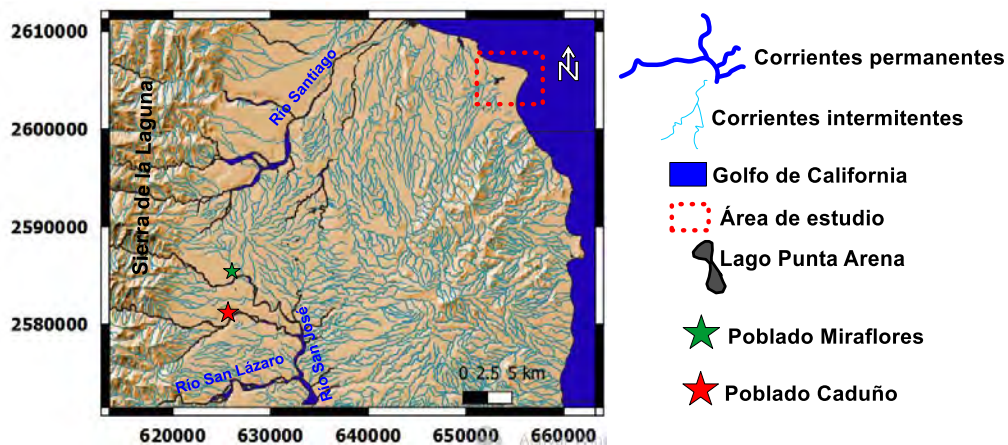 2610000
2600000
2590000
2580000
620000
630000
640000
650000
660000
Sierra de la Laguna
Río Santiago
Río San José
Río San Lázaro
N
0 2.5 5 km
Corrientes permanentes
Corrientes intermitentes
Golfo de California
Área de estudio
Lago Punta Arena
Poblado Miraflores
Poblado Caduño